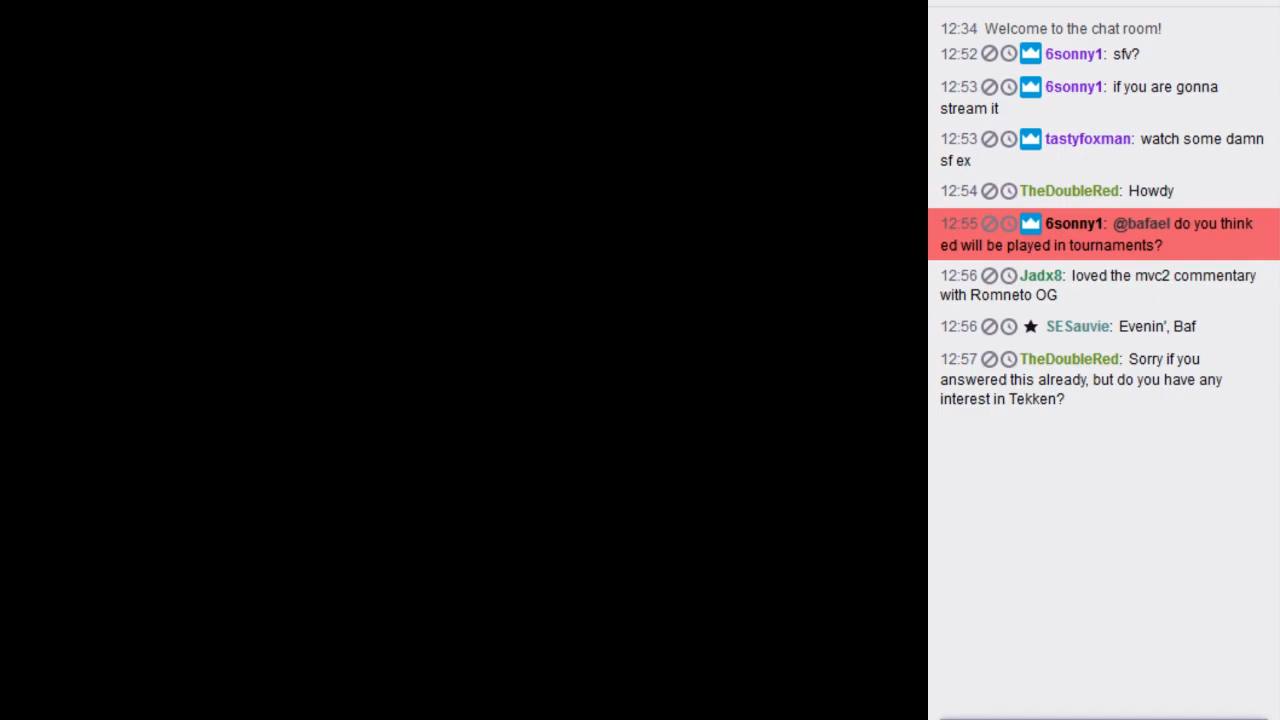 12:34 Welcome to the chat room!
12:52 6sonny1: sfv?
12:53 6sonny1: if you are gonna
stream it
12:53 tastyfoxman: watch some damn
sf ex
12:54 TheDoubleRed: Howdy
12:55 6sonny1: @bafael do you think
ed will be played in tournaments?
12:56 Jadx8: loved the mvc2 commentary
with Romneto OG
12:56 SESauvie: Evenin', Baf
12:57 TheDoubleRed: Sorry if you
answered this already, but do you have any
interest in Tekken?